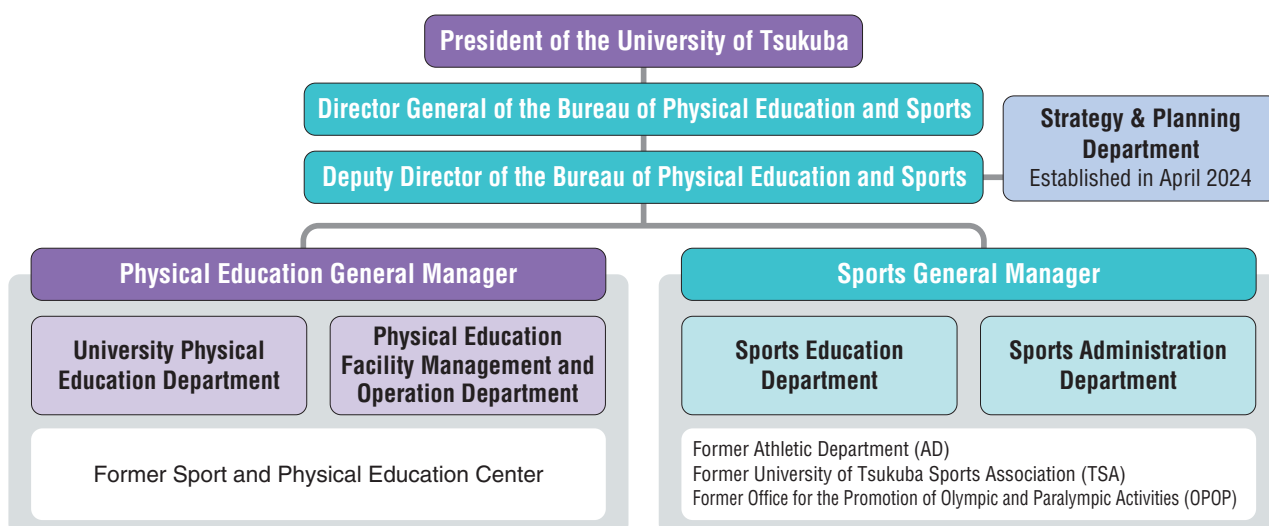 President of the University of Tsukuba
Director General of the Bureau of Physical Education and Sports
Strategy & Planning
Department
Established in April 2024
Deputy Director of the Bureau of Physical Education and Sports
Physical Education General Manager
University Physical
Education Department
Physical Education
Facility Management and
Operation Department
Former Sport and Physical Education Center
Sports General Manager
Sports Education
Department
Sports Administration
Department
Former Athletic Department (AD)
Former University of Tsukuba Sports Association (TSA)
Former Office for the Promotion of Olympic and Paralympic Activities (OPOP)